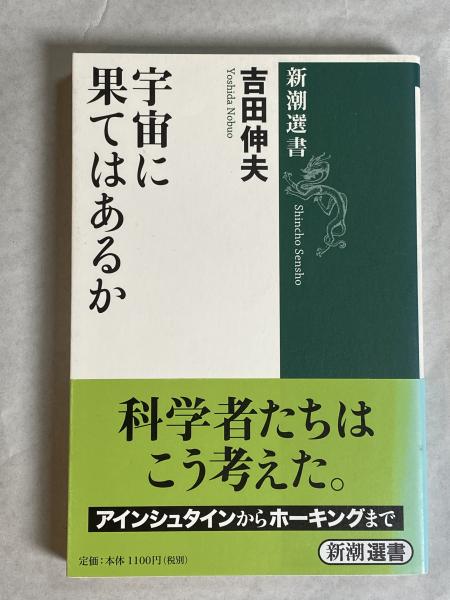 新潮選書
Shincho Sensho
吉田伸夫
Yoshida Nobuo
宇宙に
果てはあるか
科学者たちは
こう考えた。
アインシュタインからホーキングまで
定価：本体1100円(税別)
新潮選書